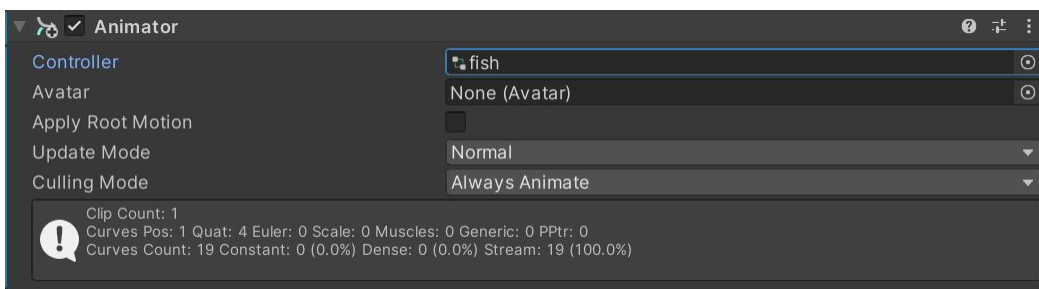 Animator
Controller fish
Avatar None (Avatar)
Apply Root Motion
Update Mode Normal
Culling Mode Always Animate
Clip Count: 1
Curves Pos: 1 Quat: 4 Euler: 0 Scale: 0 Muscles: 0 Generic: 0 PPtr: 0
Curves Count: 19 Constant: 0 (0.0%) Dense: 0 (0.0%) Stream: 19 (100.0%)